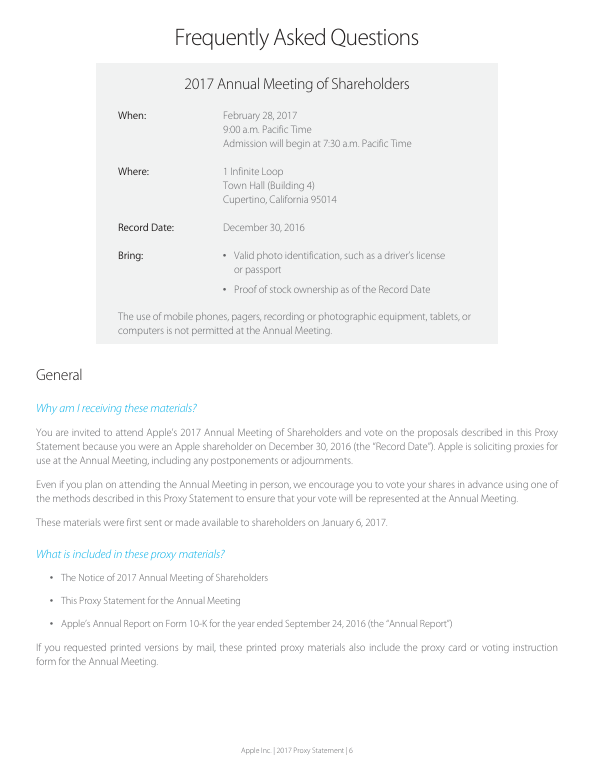 Frequently Asked Questions
2017 Annual Meeting of Shareholders
When:
February 28, 2017
9:00 a.m. Pacific Time
Admission will begin at 7:30 a.m. Pacific Time
Where:
1 Infinite Loop
Town Hall (Building 4)
Cupertino, California 95014
Record Date:
December 30, 2016
Bring:
• Valid photo identification, such as a driver's license
or passport
• Proof of stock ownership as of the Record Date
The use of mobile phones, pagers, recording or photographic equipment, tablets, or
computers is not permitted at the Annual Meeting.
General
Why am I receiving these materials?
You are invited to attend Apple's 2017 Annual Meeting of Shareholders and vote on the proposals described in this Proxy
Statement because you were an Apple shareholder on December 30, 2016 (the "Record Date"). Apple is soliciting proxies for
use at the Annual Meeting, including any postponements or adjournments.
Even if you plan on attending the Annual Meeting in person, we encourage you to vote your shares in advance using one of
the methods described in this Proxy Statement to ensure that your vote will be represented at the Annual Meeting.
These materials were first sent or made available to shareholders on January 6, 2017.
What is included in these proxy materials?
• The Notice of 2017 Annual Meeting of Shareholders
• This Proxy Statement for the Annual Meeting
• Apple's Annual Report on Form 10-K for the year ended September 24, 2016 (the "Annual Report")
If you requested printed versions by mail, these printed proxy materials also include the proxy card or voting instruction
form for the Annual Meeting.
Apple Inc. | 2017 Proxy Statement | 6